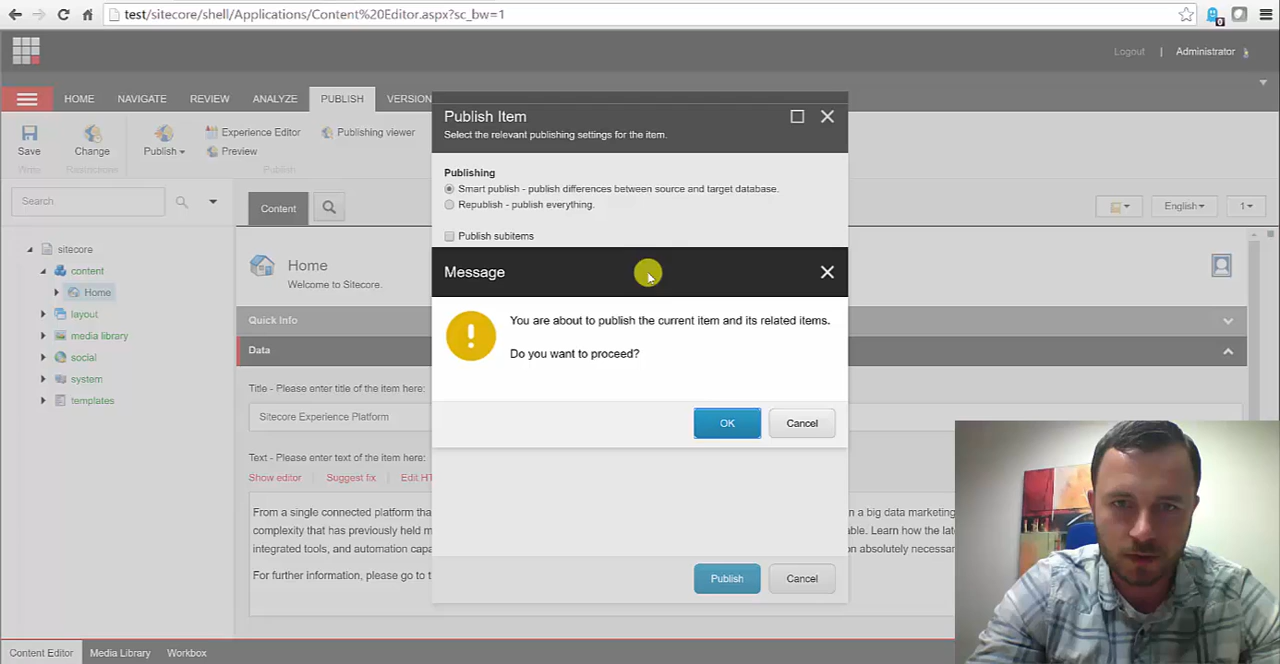 test/sitecore/shell/Applications/Content%20Editor.aspx?sc_bw=1
0
Logout | Administrator
HOME NAVIGATE REVIEW ANALYZE PUBLISH VERSION
Save
Write
Change
Restrictions
Publish
Experience Editor
Preview
Publishing viewer
Publish
Search
Content
English
1
sitecore
content
Home
layout
media library
social
system
templates
Home
Welcome to Sitecore.
Quick Info
Data
Title - Please enter title of the item here:
Sitecore Experience Platform
Text - Please enter text of the item here:
Show editor Suggest fix Edit HT
From a single connected platform tha
n a big data marketing
complexity that has previously held m
able. Learn how the lat
integrated tools, and automation capa
on absolutely necessar
For further information, please go to t
Publish Item
Select the relevant publishing settings for the item.
Publishing
Smart publish - publish differences between source and target database.
Republish - publish everything.
Publish subitems
Message
You are about to publish the current item and its related items.
Do you want to proceed?
OK Cancel
Publish Cancel
Content Editor Media Library Workbox